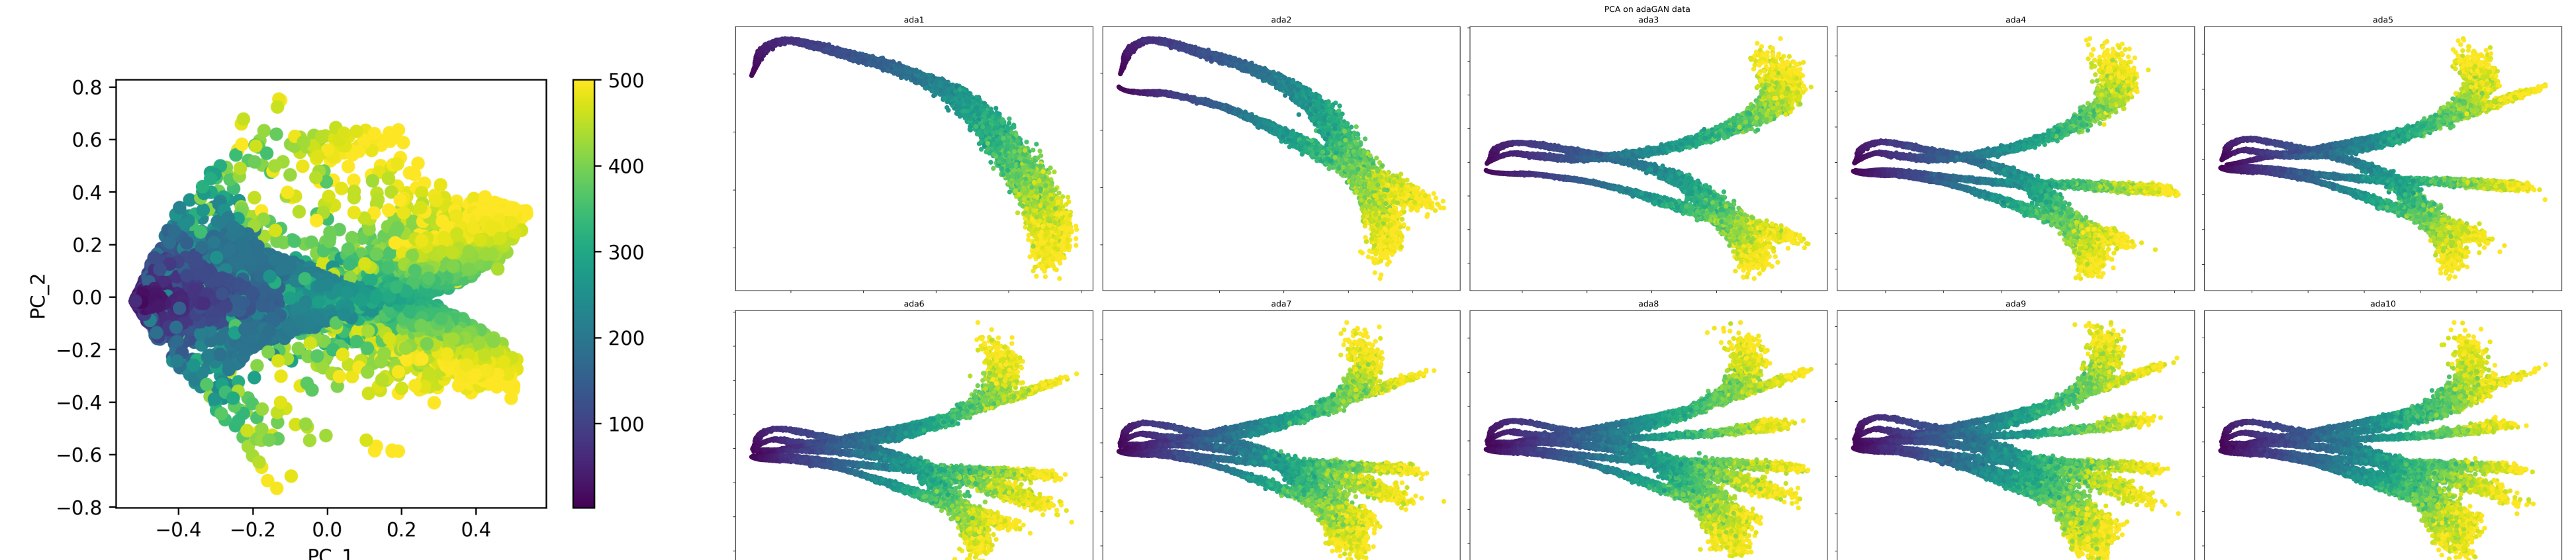 0.8
0.6
0.4
0.2
0.0
−0.2
−0.4
−0.6
−0.8
PC_2
−0.4 −0.2 0.0 0.2 0.4
PC_1
500
400
300
200
100
PCA on adaGAN data
ada1 ada2 ada3 ada4 ada5
ada6 ada7 ada8 ada9 ada10